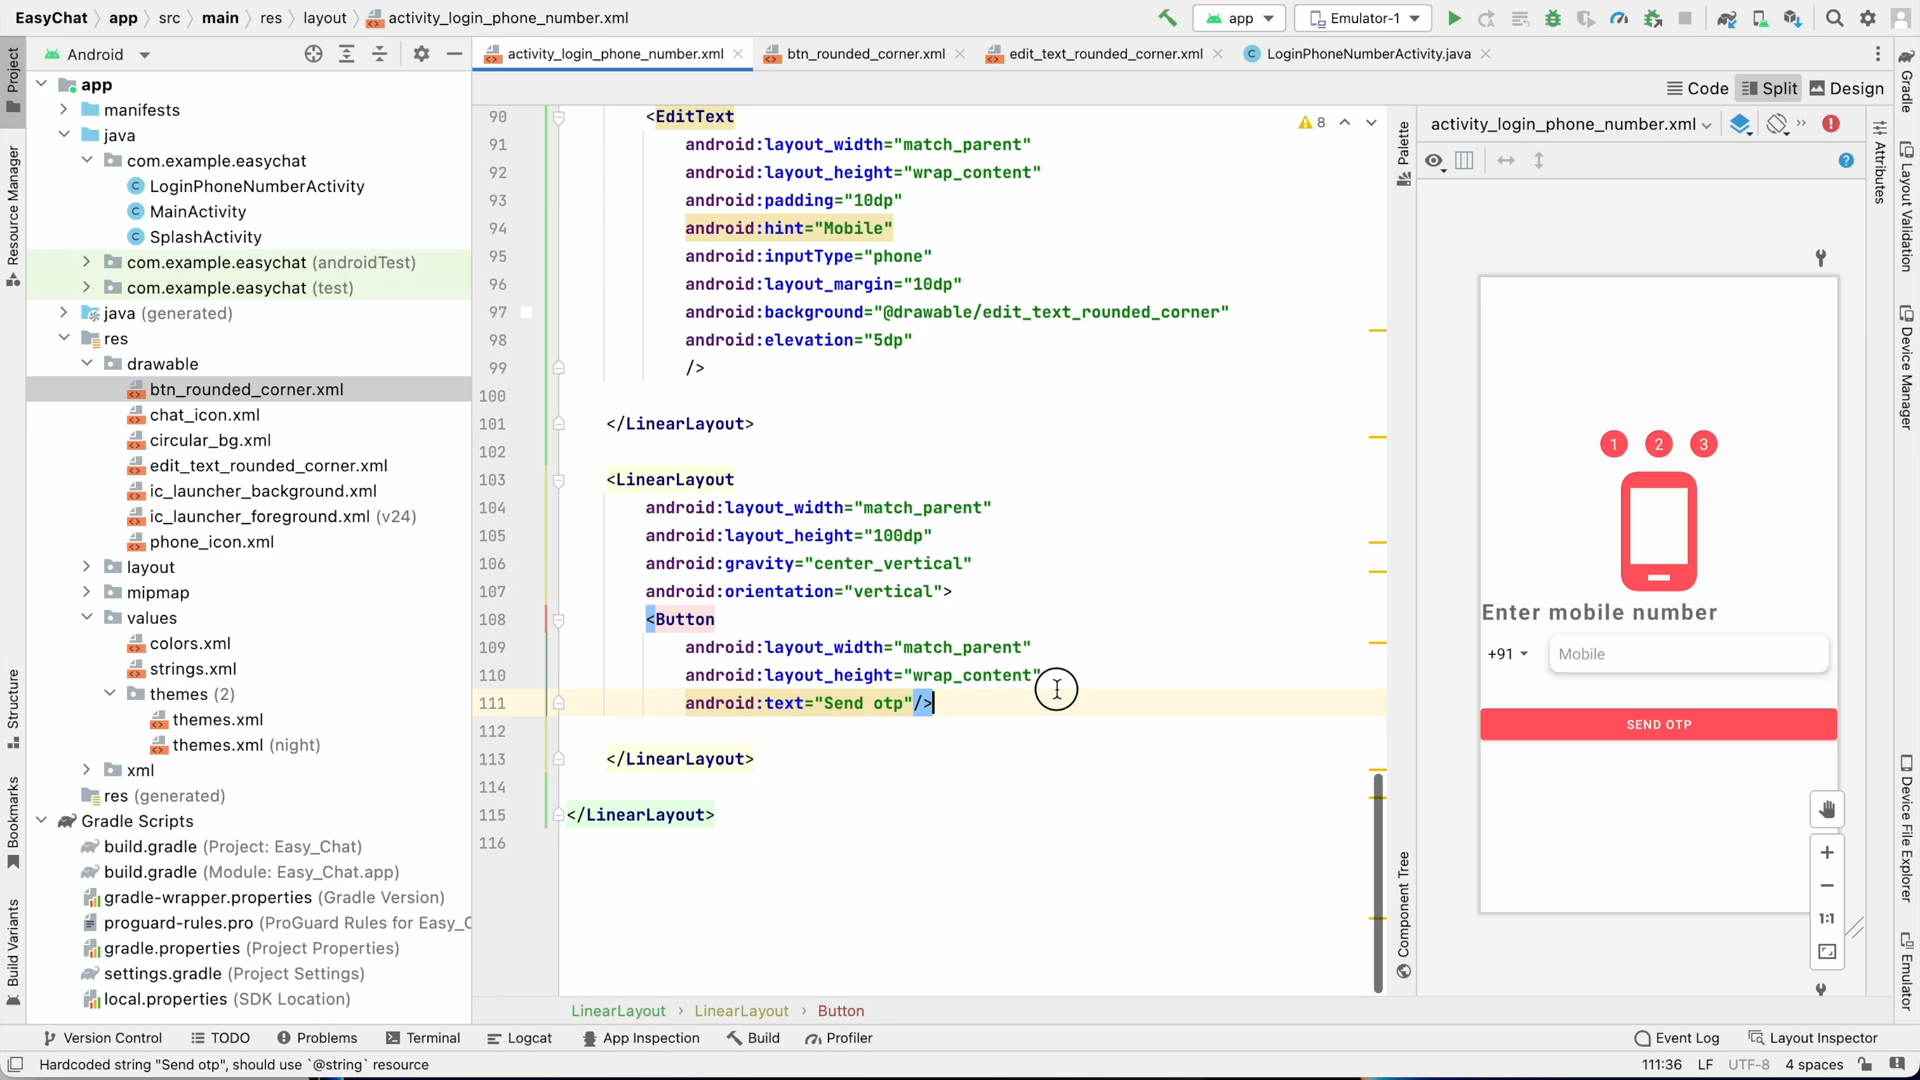 EasyChat › app › src › main › res › layout › activity_login_phone_number.xml
app
Emulator-1
Android
activity_login_phone_number.xml
btn_rounded_corner.xml
edit_text_rounded_corner.xml
LoginPhoneNumberActivity.java
Code
Split
Design
Project
Resource Manager
Structure
Bookmarks
Build Variants
app
manifests
java
com.example.easychat
LoginPhoneNumberActivity
MainActivity
SplashActivity
com.example.easychat (androidTest)
com.example.easychat (test)
java (generated)
res
drawable
btn_rounded_corner.xml
chat_icon.xml
circular_bg.xml
edit_text_rounded_corner.xml
ic_launcher_background.xml
ic_launcher_foreground.xml (v24)
phone_icon.xml
layout
mipmap
values
colors.xml
strings.xml
themes (2)
themes.xml
themes.xml (night)
xml
res (generated)
Gradle Scripts
build.gradle (Project: Easy_Chat)
build.gradle (Module: Easy_Chat.app)
gradle-wrapper.properties (Gradle Version)
proguard-rules.pro (ProGuard Rules for Easy_C
gradle.properties (Project Properties)
settings.gradle (Project Settings)
local.properties (SDK Location)
90 <EditText
91 android:layout_width="match_parent"
92 android:layout_height="wrap_content"
93 android:padding="10dp"
94 android:hint="Mobile"
95 android:inputType="phone"
96 android:layout_margin="10dp"
97 android:background="@drawable/edit_text_rounded_corner"
98 android:elevation="5dp"
99 />
100
101 </LinearLayout>
102
103 <LinearLayout
104 android:layout_width="match_parent"
105 android:layout_height="100dp"
106 android:gravity="center_vertical"
107 android:orientation="vertical">
108 <Button
109 android:layout_width="match_parent"
110 android:layout_height="wrap_content"
111 android:text="Send otp"/>
112
113 </LinearLayout>
114
115 </LinearLayout>
116
8
LinearLayout › LinearLayout › Button
Palette
Component Tree
activity_login_phone_number.xml
1 2 3
Enter mobile number
+91
Mobile
SEND OTP
1:1
Attributes
Gradle
Layout Validation
Device Manager
Device File Explorer
Emulator
Version Control
TODO
Problems
Terminal
Logcat
App Inspection
Build
Profiler
Event Log
Layout Inspector
Hardcoded string "Send otp", should use `@string` resource
111:36 LF UTF-8 4 spaces